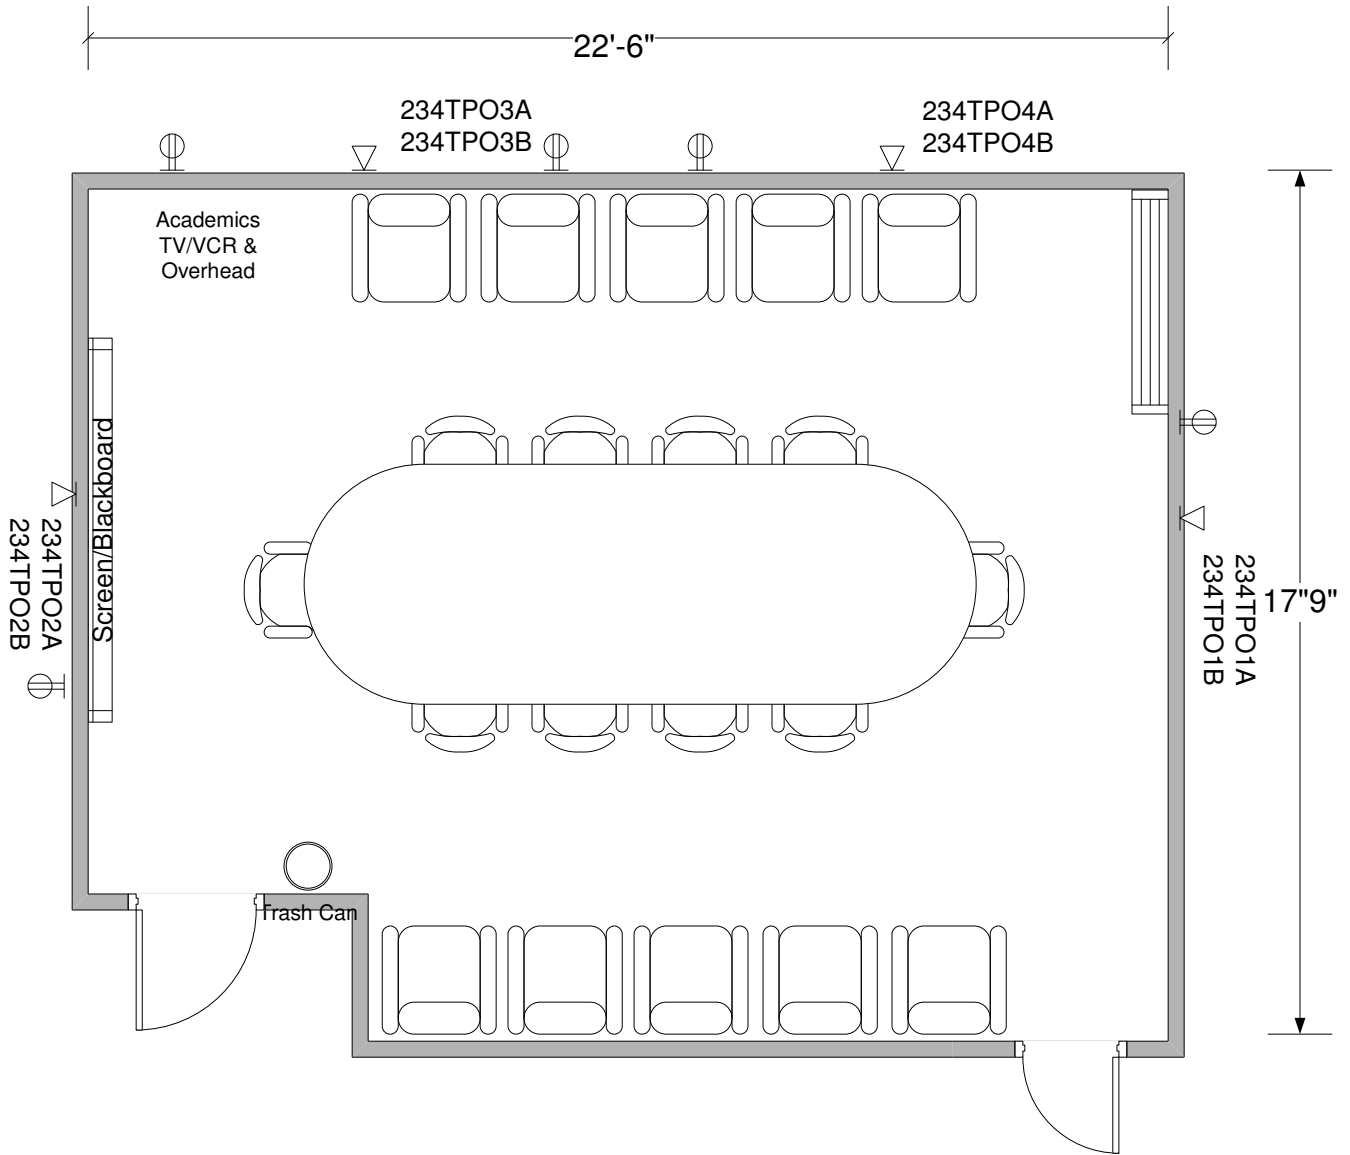 22'-6"
234TPO3A
234TPO3B
234TPO4A
234TPO4B
Academics
TV/VCR &
Overhead
Screen/Blackboard
234TPO2A
234TPO2B
234TPO1A
234TPO1B
17"9"
Trash Can